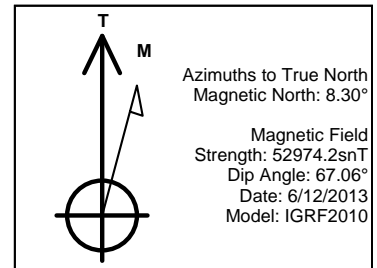 T
M
Azimuths to True North
Magnetic North: 8.30°
Magnetic Field
Strength: 52974.2snT
Dip Angle: 67.06°
Date: 6/12/2013
Model: IGRF2010